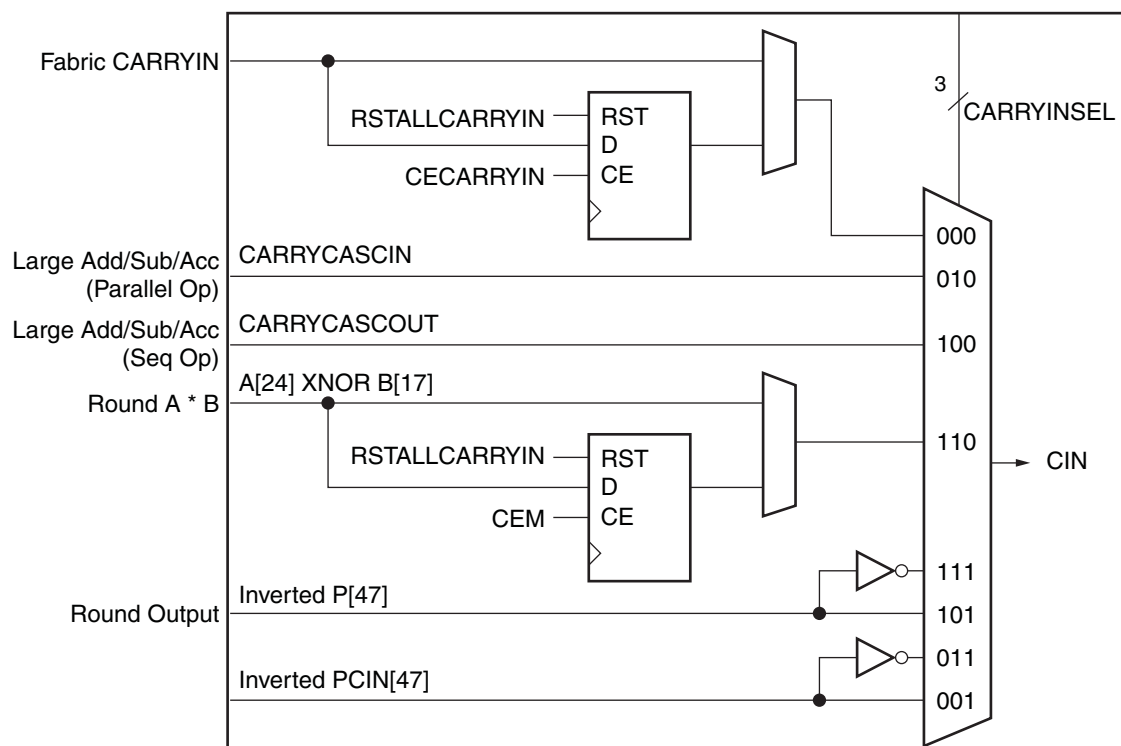 Fabric CARRYIN
3
CARRYINSEL
RSTALLCARRYIN
RST
D
CECARRYIN
CE
000
Large Add/Sub/Acc
(Parallel Op)
CARRYCASCIN
010
Large Add/Sub/Acc
(Seq Op)
CARRYCASCOUT
100
Round A * B
A[24] XNOR B[17]
110
RSTALLCARRYIN
RST
D
CEM
CE
CIN
111
Round Output
Inverted P[47]
101
011
Inverted PCIN[47]
001